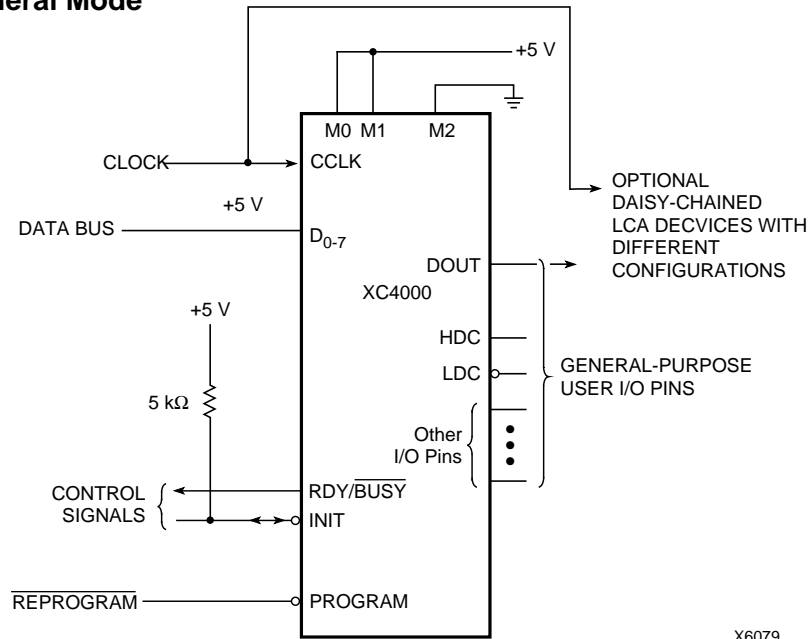 neral Mode
+5 V
M0 M1 M2
CLOCK
CCLK
OPTIONAL
DAISY-CHAINED
LCA DECVICES WITH
DIFFERENT
CONFIGURATIONS
+5 V
DATA BUS
D0-7
DOUT
XC4000
+5 V
HDC
LDC
GENERAL-PURPOSE
USER I/O PINS
5 kΩ
Other
I/O Pins
CONTROL
SIGNALS
RDY/BUSY
INIT
REPROGRAM
PROGRAM
X6079